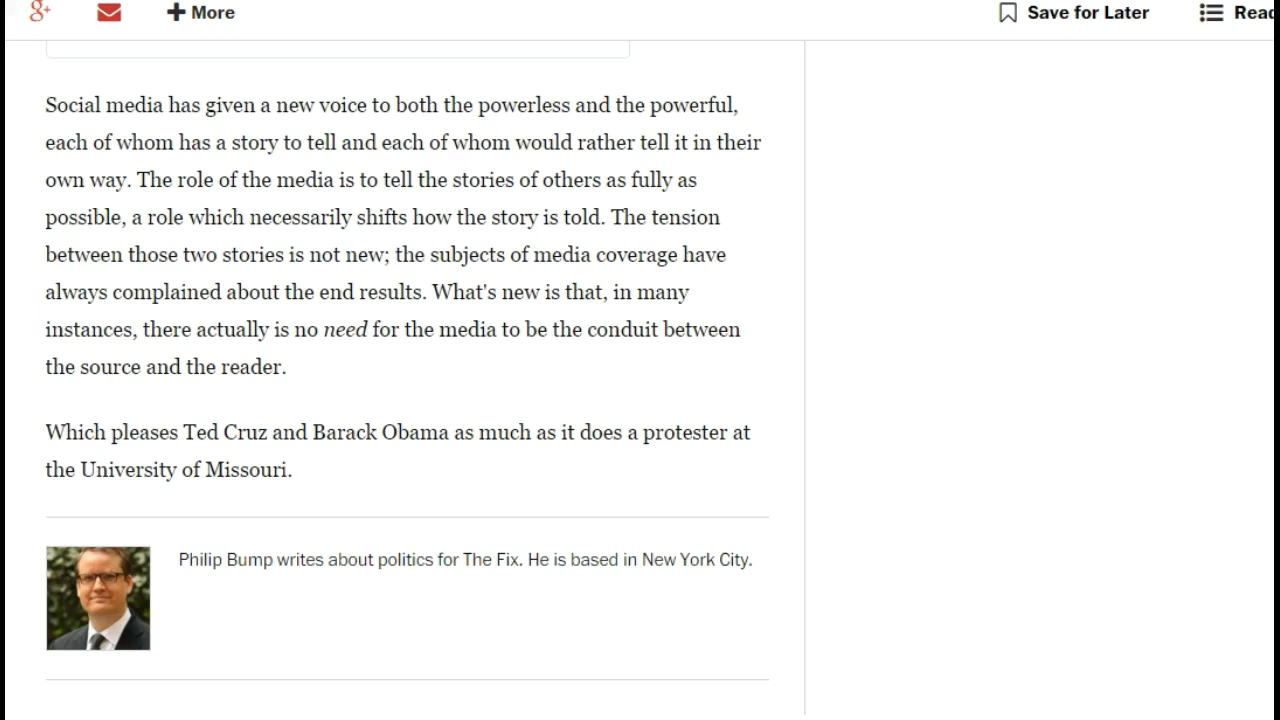 g+ More Save for Later
Social media has given a new voice to both the powerless and the powerful,
each of whom has a story to tell and each of whom would rather tell it in their
own way. The role of the media is to tell the stories of others as fully as
possible, a role which necessarily shifts how the story is told. The tension
between those two stories is not new; the subjects of media coverage have
always complained about the end results. What's new is that, in many
instances, there actually is no need for the media to be the conduit between
the source and the reader.
Which pleases Ted Cruz and Barack Obama as much as it does a protester at
the University of Missouri.
Philip Bump writes about politics for The Fix. He is based in New York City.